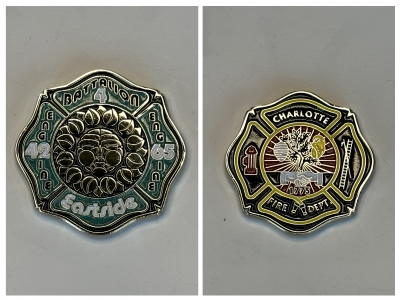 BATTALION
4
ENGINE
42
ENGINE
65
Eastside
CHARLOTTE
FIRE DEPT.